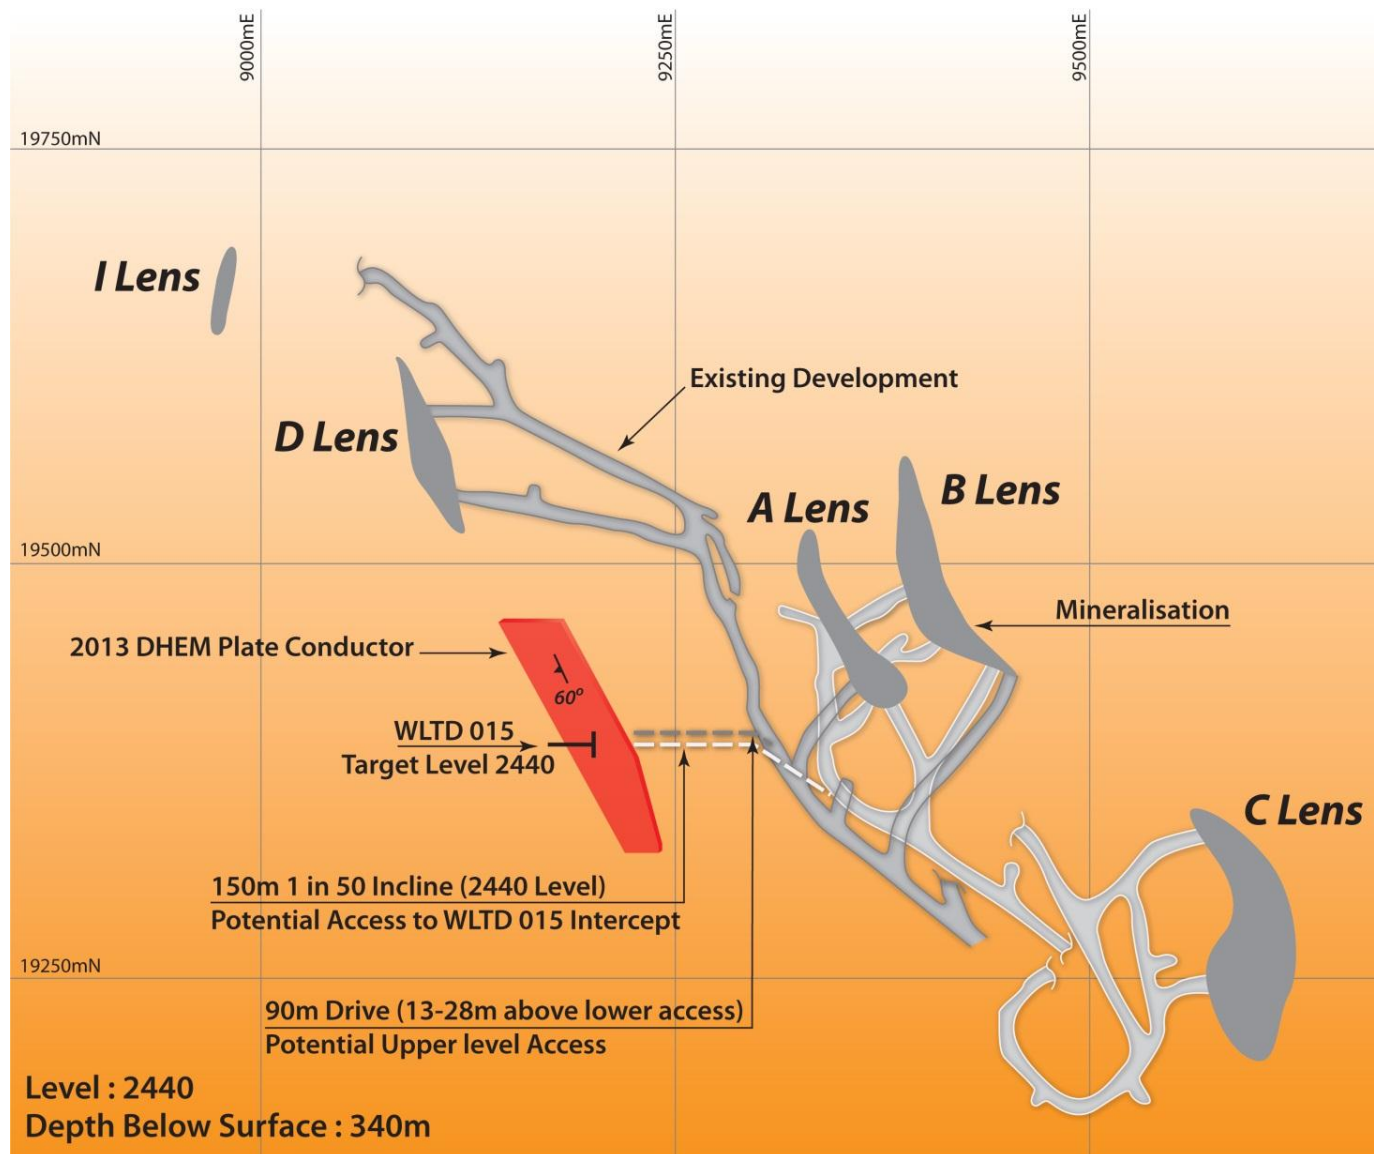 9000mE
9250mE
9500mE
19750mN
I Lens
Existing Development
D Lens
B Lens
A Lens
19500mN
Mineralisation
2013 DHEM Plate Conductor
60º
WLTD 015
Target Level 2440
C Lens
150m 1 in 50 Incline (2440 Level)
Potential Access to WLTD 015 Intercept
19250mN
90m Drive (13-28m above lower access)
Potential Upper level Access
Level : 2440
Depth Below Surface : 340m